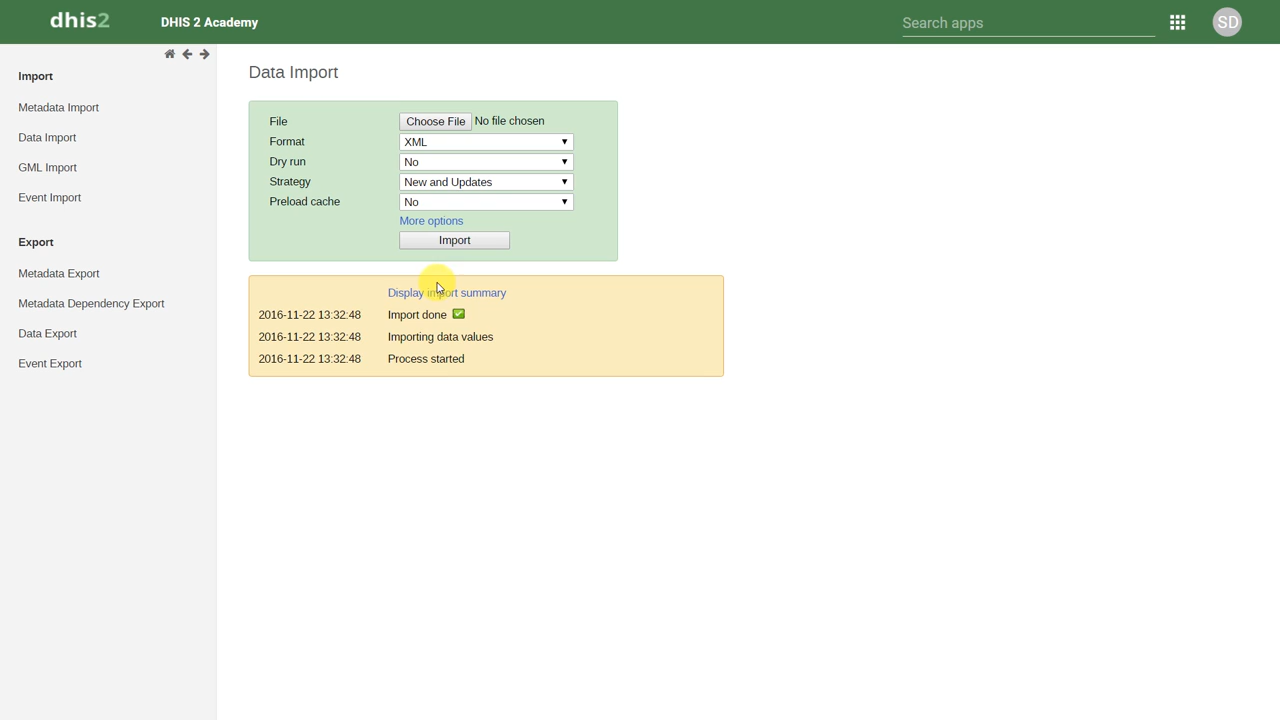 dhis2 DHIS 2 Academy Search apps SD
Import
Metadata Import
Data Import
GML Import
Event Import
Export
Metadata Export
Metadata Dependency Export
Data Export
Event Export
Data Import
File Choose File No file chosen
Format XML
Dry run No
Strategy New and Updates
Preload cache No
More options
Import
Display import summary
2016-11-22 13:32:48 Import done
2016-11-22 13:32:48 Importing data values
2016-11-22 13:32:48 Process started